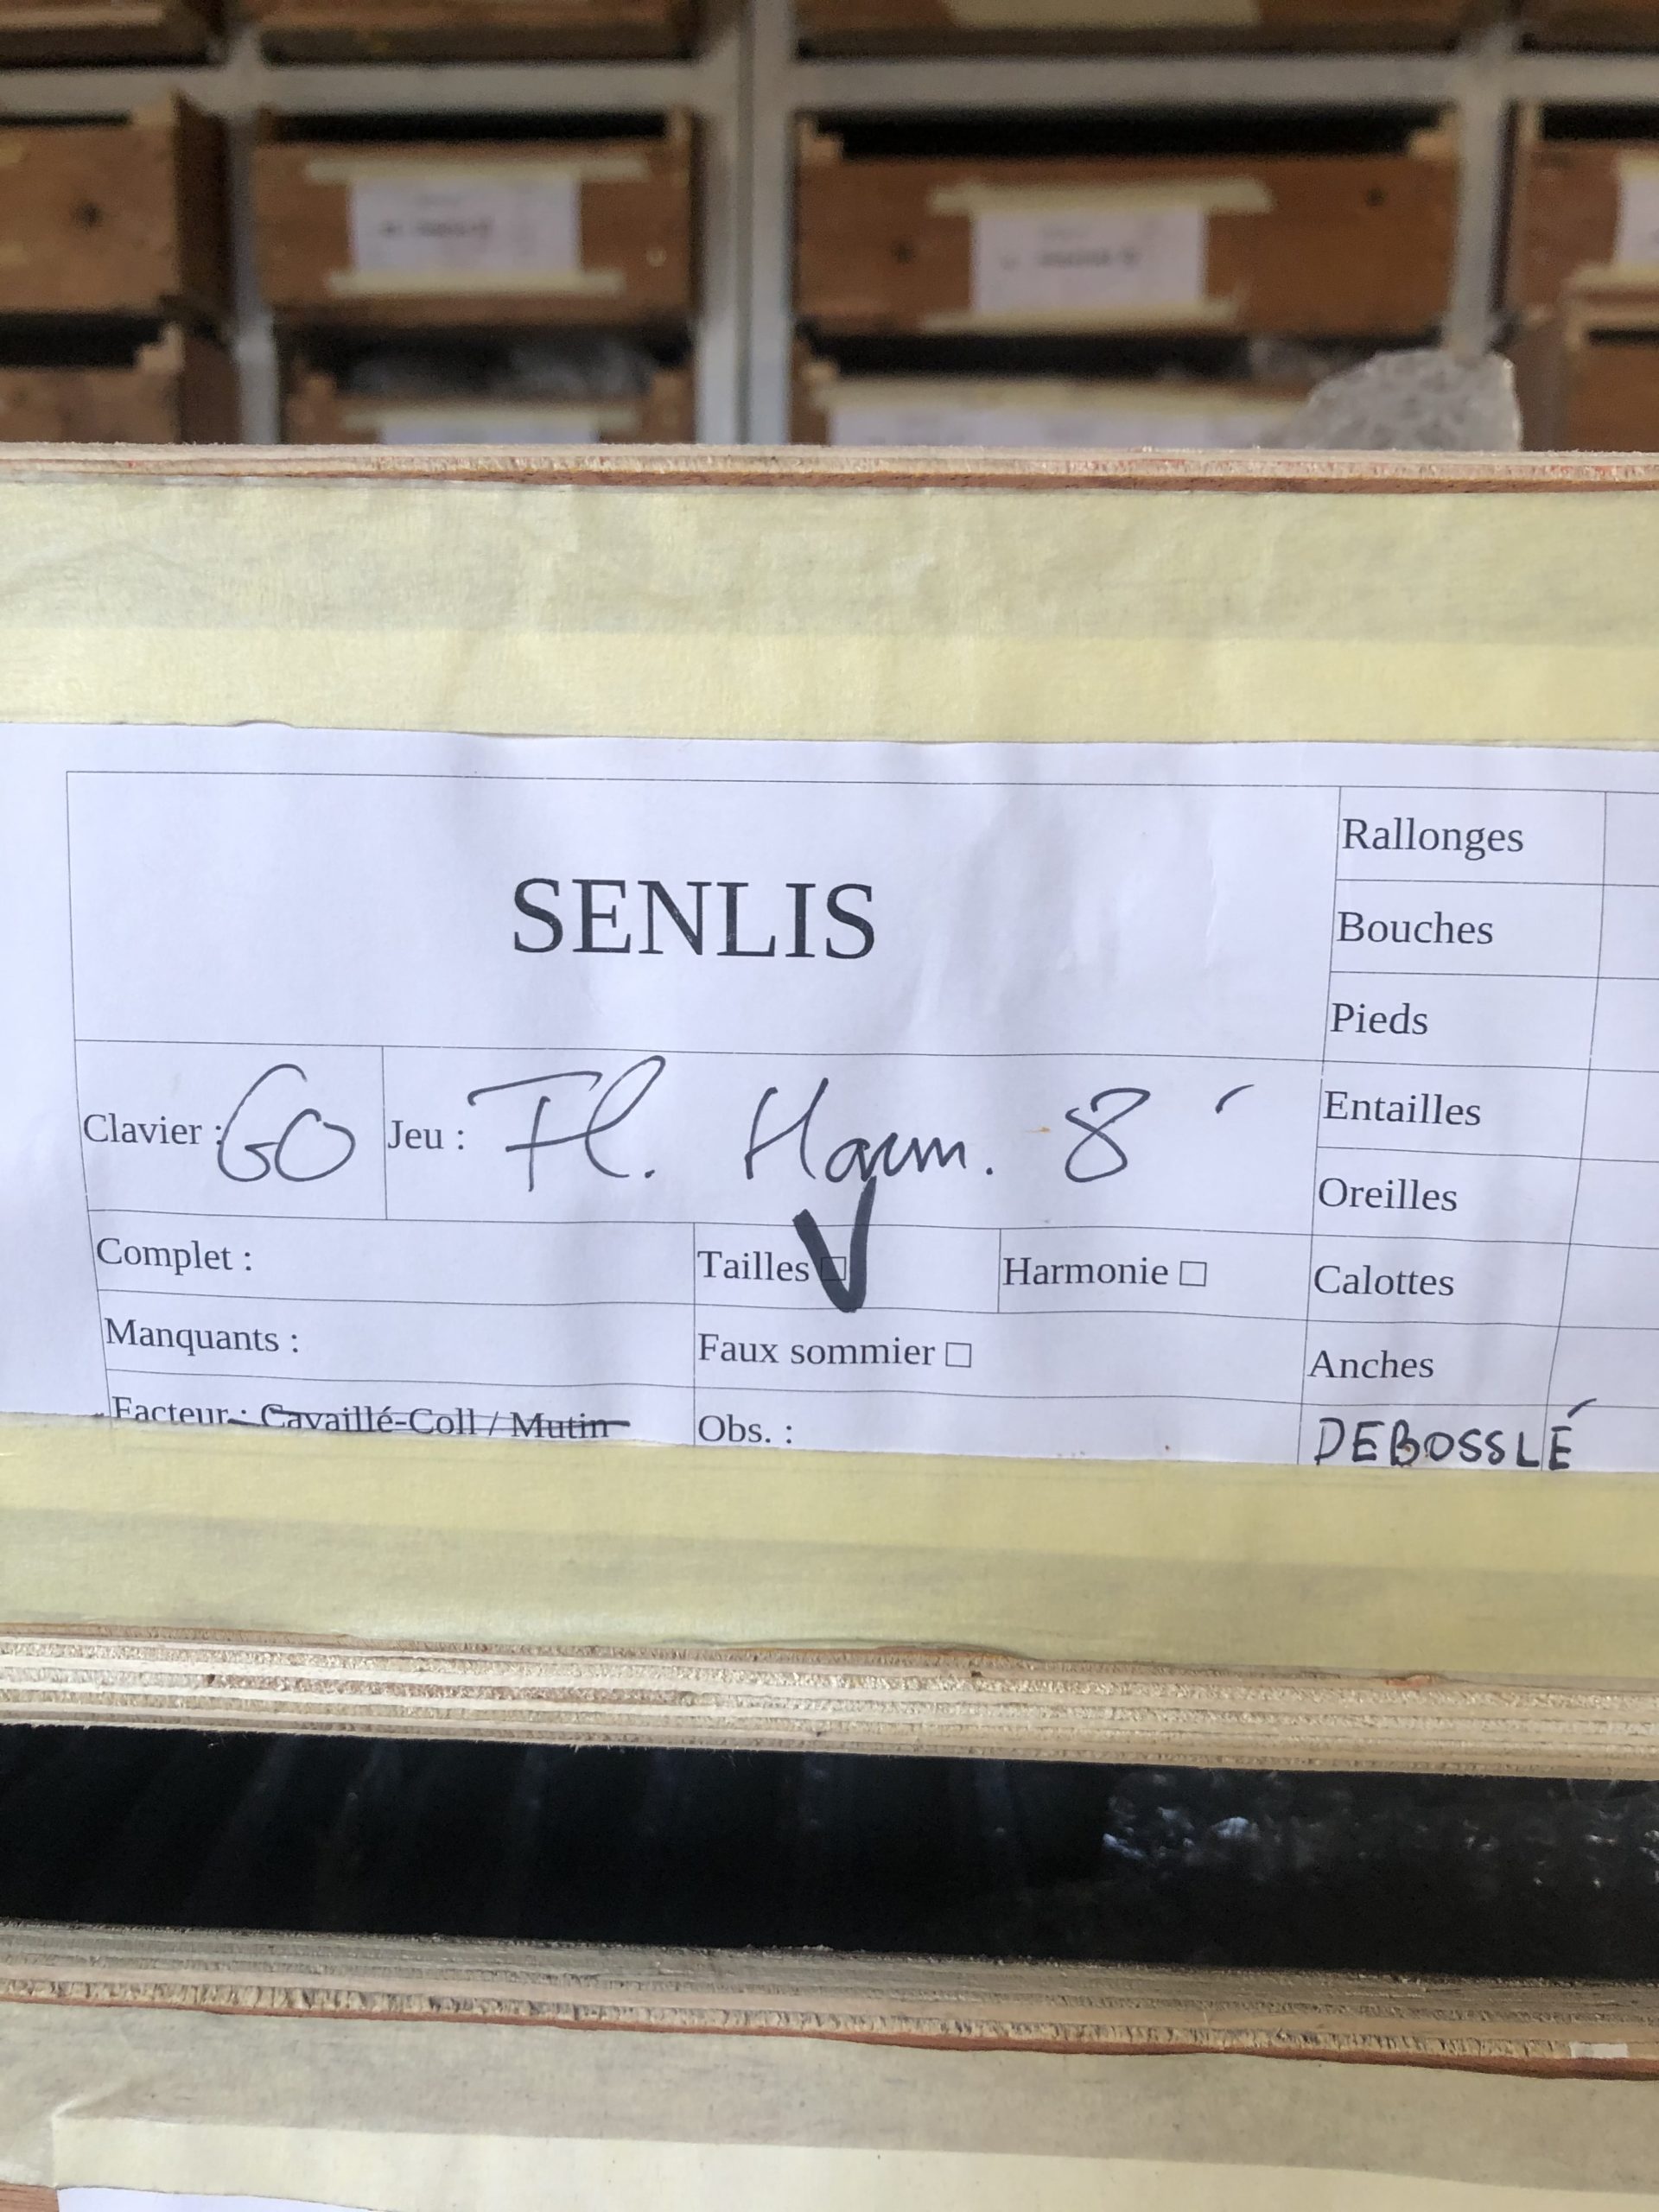 SENLIS
Rallonges
Bouches
Pieds
Clavier : GO Jeu : Fl. Harm. 8'
Entailles
Oreilles
Complet : Tailles ☐ Harmonie ☐ Calottes
Manquants : Faux sommier ☐ Anches
Facteur : Cavaillé-Coll / Mutin Obs. : DEBOSSLÉ